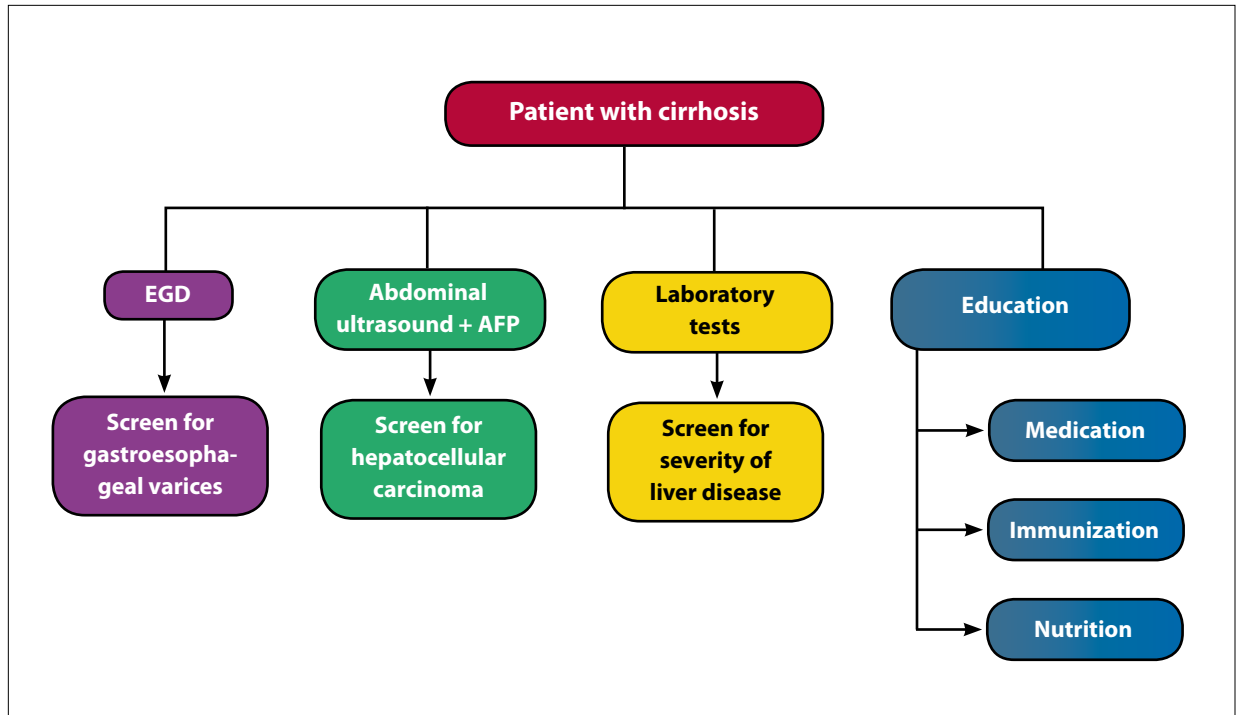 Patient with cirrhosis
EGD
Abdominal
ultrasound + AFP
Laboratory
tests
Education
Screen for
gastroesopha-
geal varices
Screen for
hepatocellular
carcinoma
Screen for
severity of
liver disease
Medication
Immunization
Nutrition